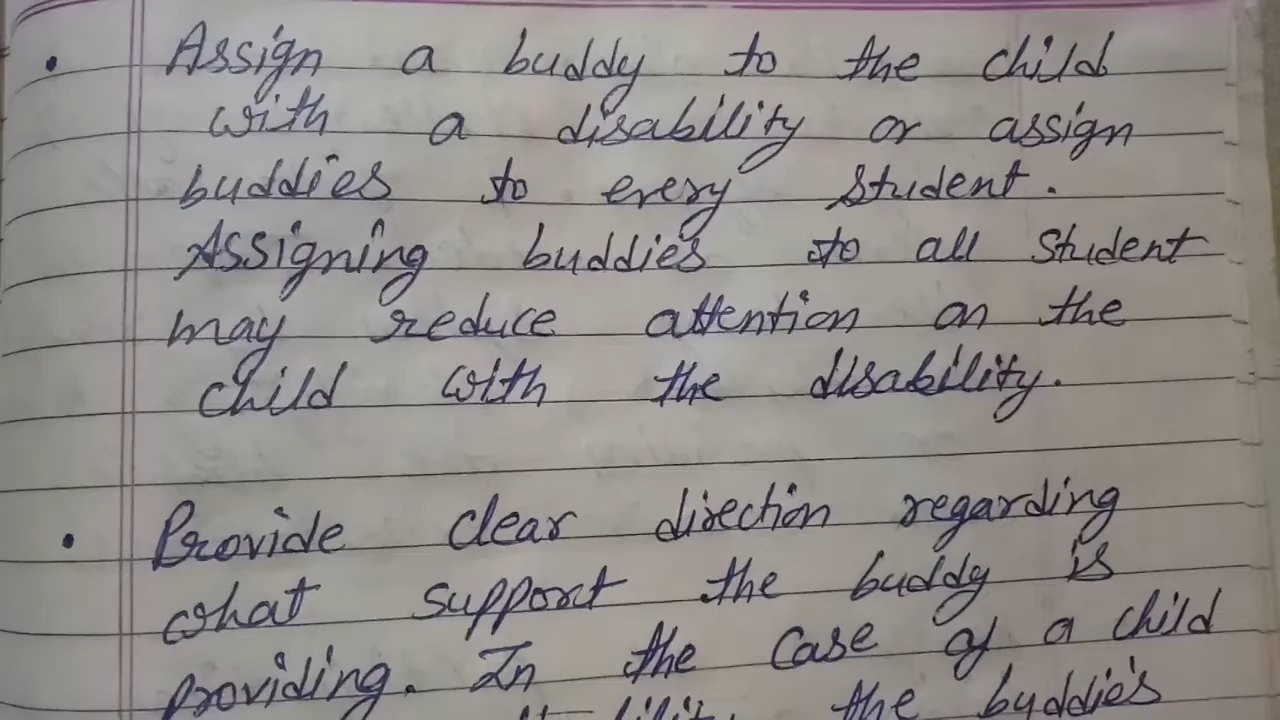 • Assign a buddy to the child
with a disability or assign
buddies to every student.
Assigning buddies to all student
may reduce attention on the
child with the disability.
• Provide clear direction regarding
what support the buddy is
providing. In the case of a child
the buddies